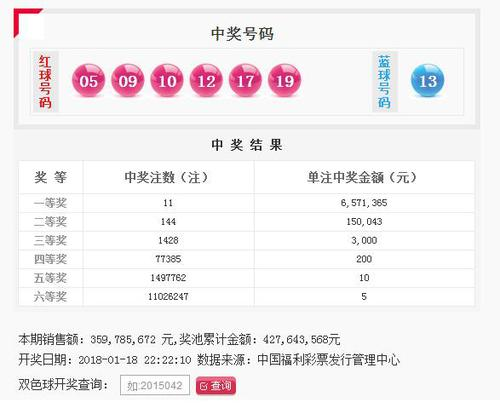 中奖号码
红球号码 05 09 10 12 17 19 蓝球号码 13
中奖结果
奖等 中奖注数（注） 单注中奖金额（元）
一等奖 11 6,571,365
二等奖 144 150,043
三等奖 1428 3,000
四等奖 77385 200
五等奖 1497762 10
六等奖 11026247 5
本期销售额：359,785,672 元,奖池累计金额：427,643,568元
开奖日期：2018-01-18 22:22:10 数据来源：中国福利彩票发行管理中心
双色球开奖查询： 如:2015042 查询